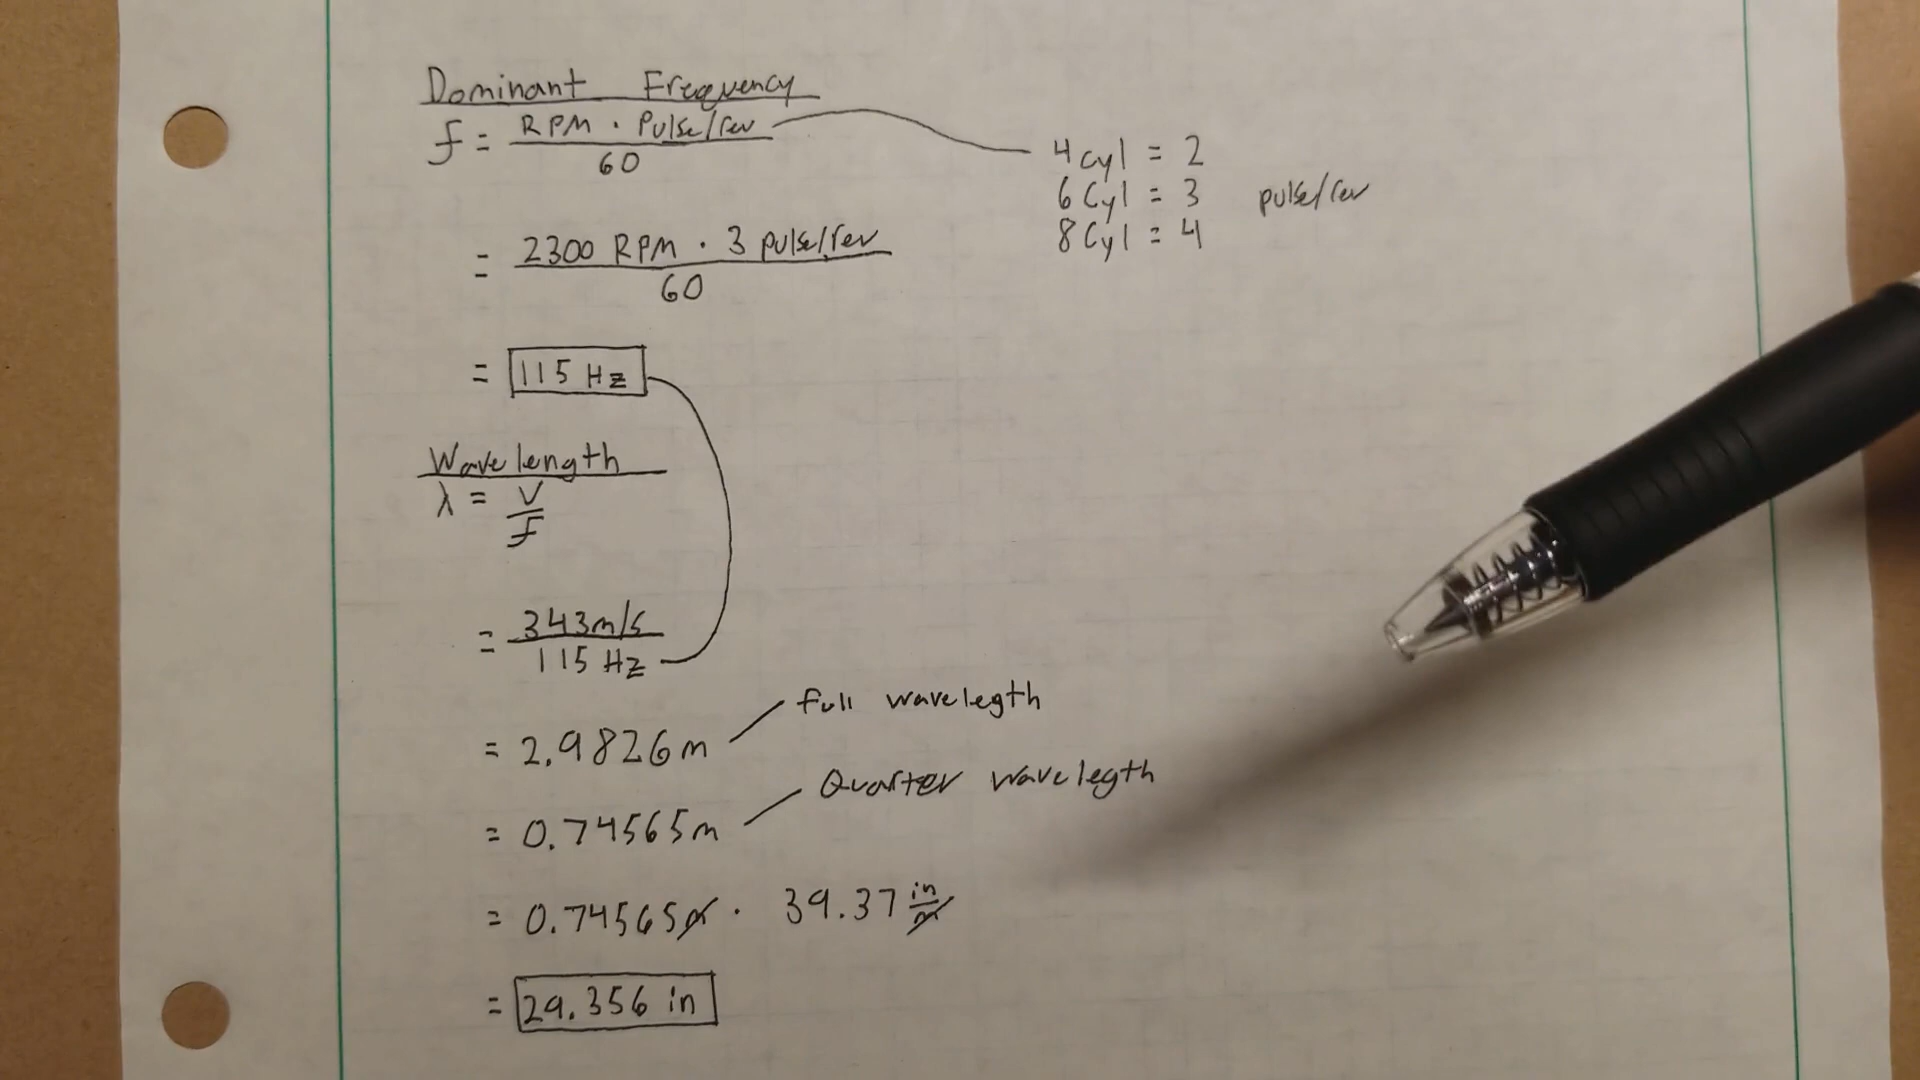 Dominant Frequency
f = RPM · Pulse/rev / 60
4 cyl = 2
6 Cyl = 3 pulse/rev
8 Cyl = 4
= 2300 RPM · 3 pulse/rev / 60
= 115 Hz
Wavelength
λ = V / f
= 343m/s / 115 Hz
= 2.9826m full wavelegth
= 0.74565m Quarter wavelegth
= 0.74565m · 39.37 in/m
= 29.356 in